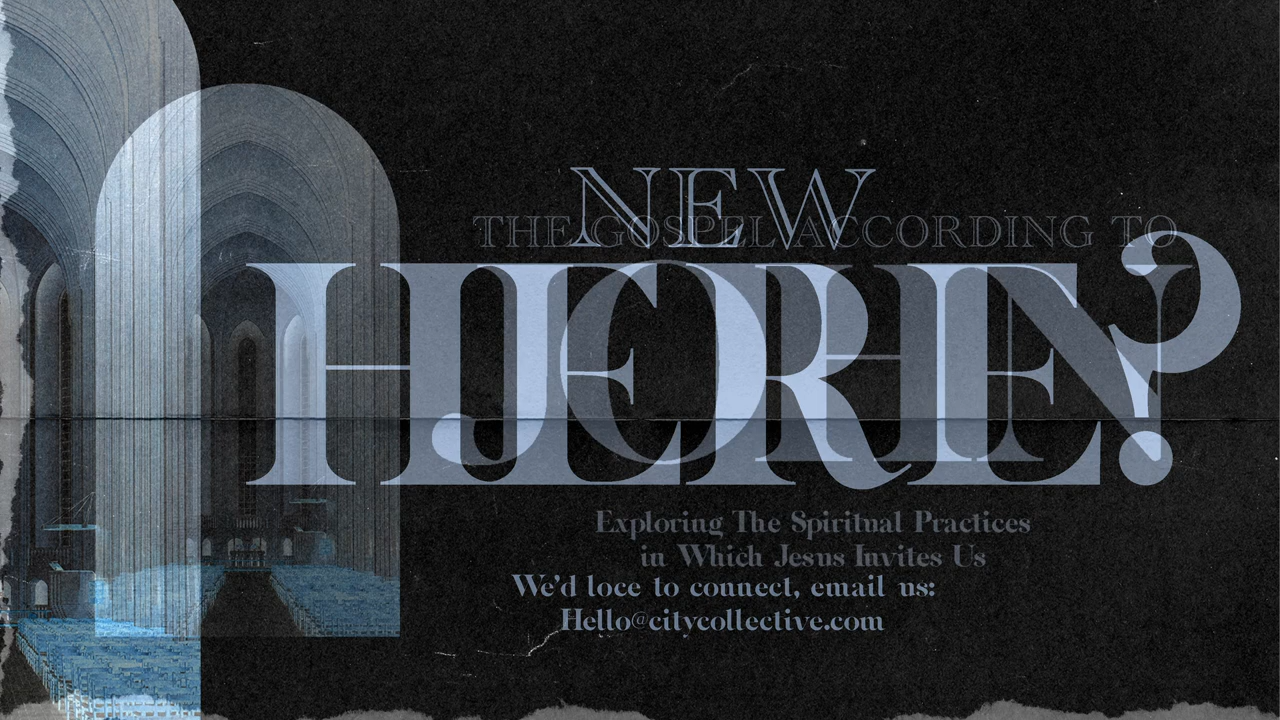 NEW
THE GOSPEL ACCORDING TO
HERE?
JOHN
Exploring The Spiritual Practices
in Which Jesus Invites Us
We'd loce to connect, email us:
Hello@citycollective.com